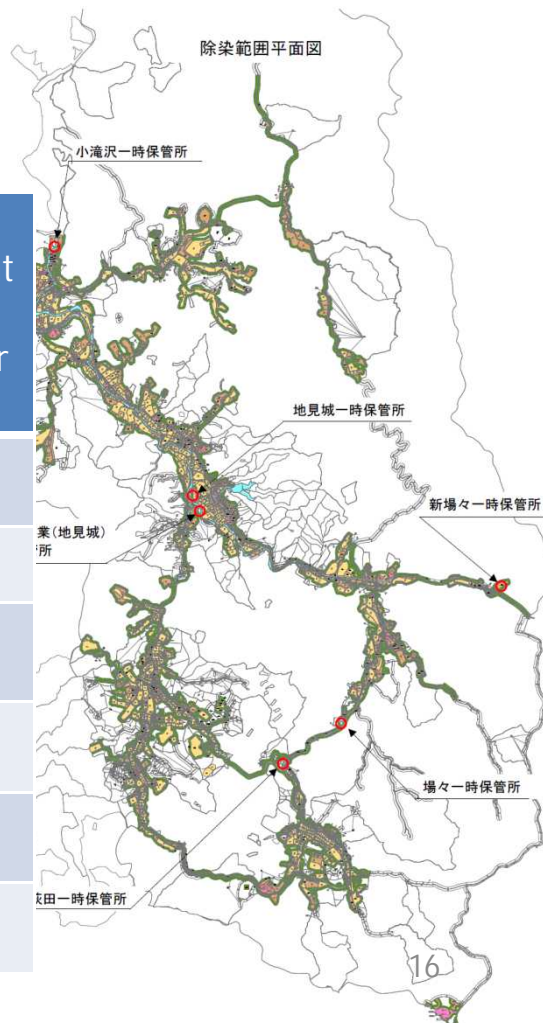 除染範囲平面図
小滝沢一時保管所
t
r
地見城一時保管所
新場々一時保管所
業(地見城)
所
場々一時保管所
田一時保管所
16